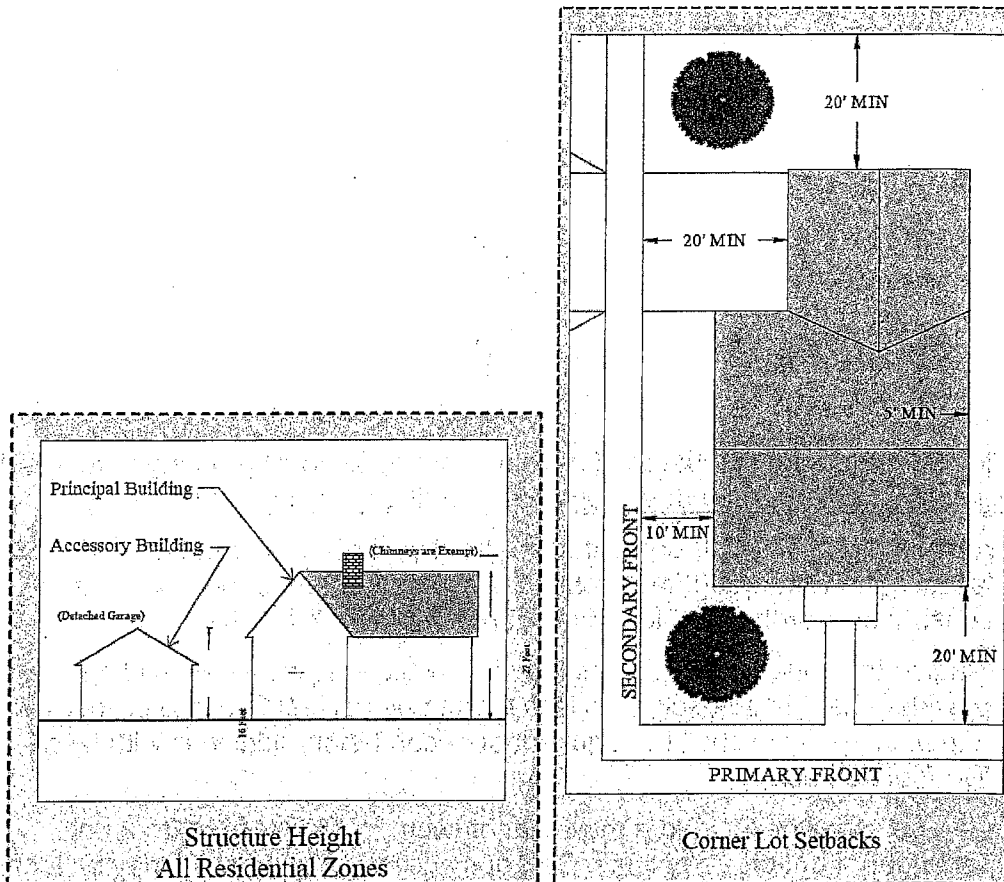 Principal Building
Accessory Building
(Chimneys are Exempt)
(Detached Garage)
16 Feet
Feet
Structure Height
All Residential Zones
20' MIN
20' MIN
5' MIN
10' MIN
SECONDARY FRONT
20' MIN
PRIMARY FRONT
Corner Lot Setbacks